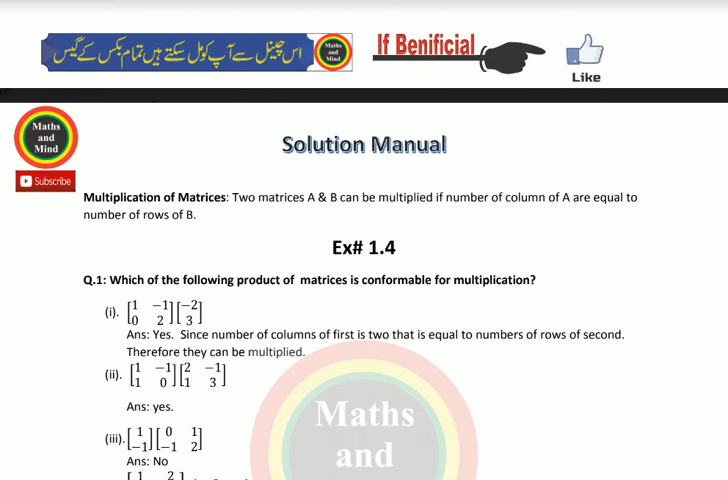 اس چینل سے آپ کو مل سکتے ہیں تمام بکس کے گیس
Maths
and
Mind
If Benificial
Like
Maths
and
Mind
Subscribe
Solution Manual
Multiplication of Matrices: Two matrices A & B can be multiplied if number of column of A are equal to
number of rows of B.
Ex# 1.4
Q.1: Which of the following product of matrices is conformable for multiplication?
(i). [1 -1
0 2] [-2
3]
Ans: Yes. Since number of columns of first is two that is equal to numbers of rows of second.
Therefore they can be multiplied.
(ii). [1 -1
1 0] [2 -1
1 3]
Ans: yes.
(iii). [1
-1] [0 1
-1 2]
Ans: No
[1 2]
Maths
and